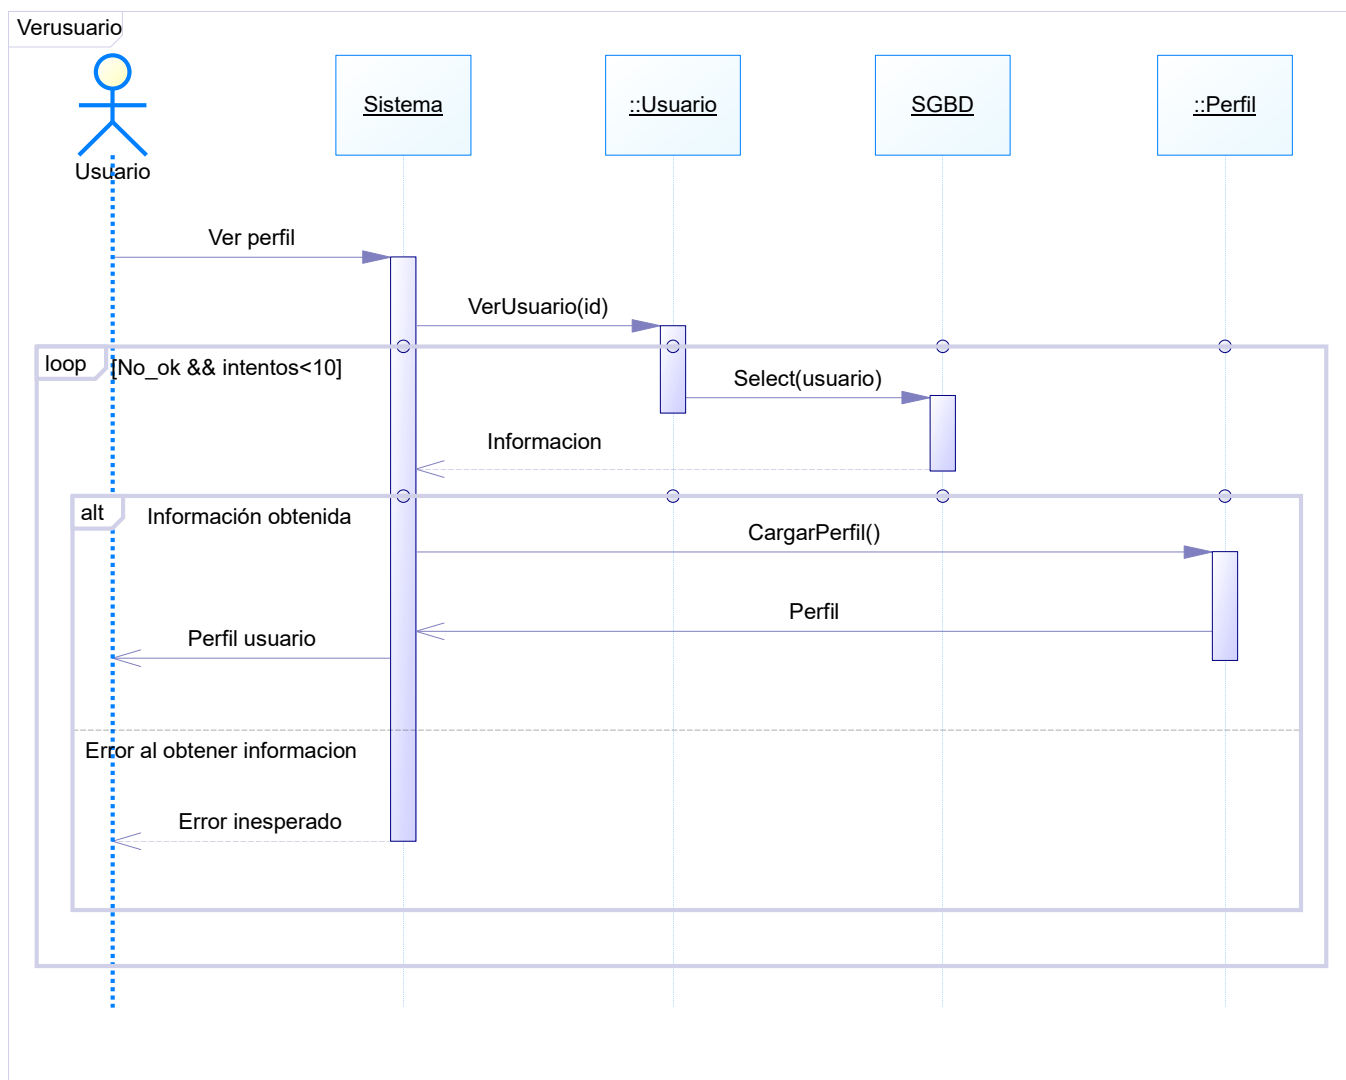 Verusuario
Usuario
Sistema
::Usuario
SGBD
::Perfil
Ver perfil
VerUsuario(id)
loop
[No_ok && intentos<10]
Select(usuario)
Informacion
alt
Información obtenida
CargarPerfil()
Perfil
Perfil usuario
Error al obtener informacion
Error inesperado